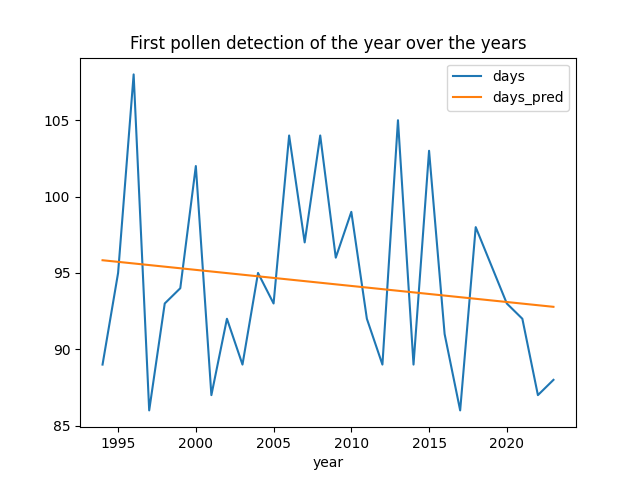 First pollen detection of the year over the years
days
days_pred
105
100
95
90
85
1995 2000 2005 2010 2015 2020
year